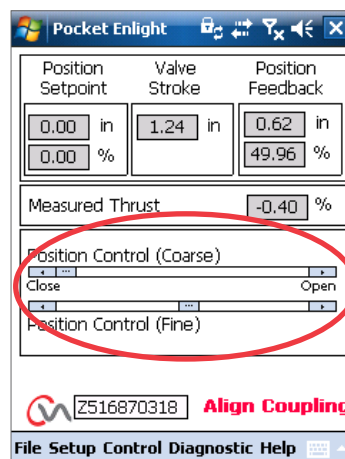 Pocket Enlight
Position Setpoint Valve Stroke Position Feedback
0.00 in 1.24 in 0.62 in
0.00 % 49.96 %
Measured Thrust -0.40 %
Position Control (Coarse)
Close Open
Position Control (Fine)
Z516870318 Align Coupling
File Setup Control Diagnostic Help